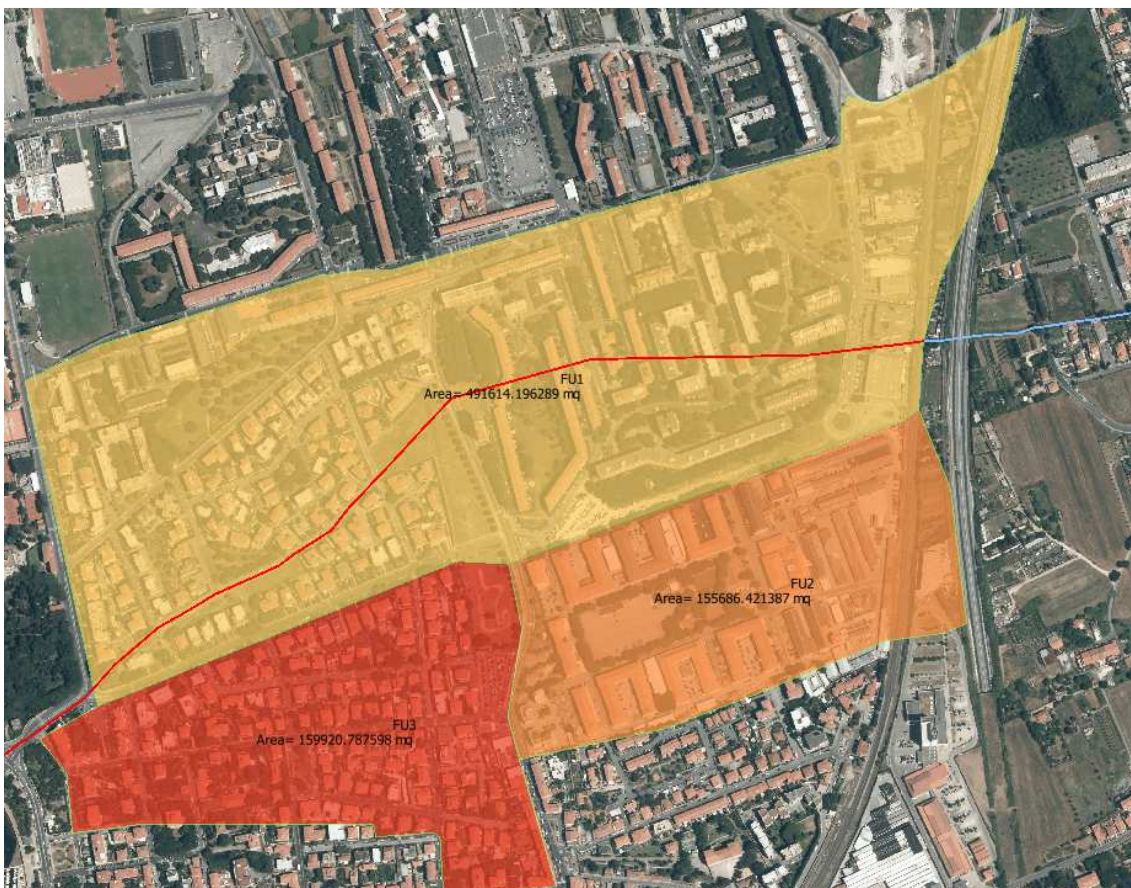 FU1
Area= 491614.196289 mq
FU2
Area= 155686.421387 mq
FU3
Area= 159920.787598 mq